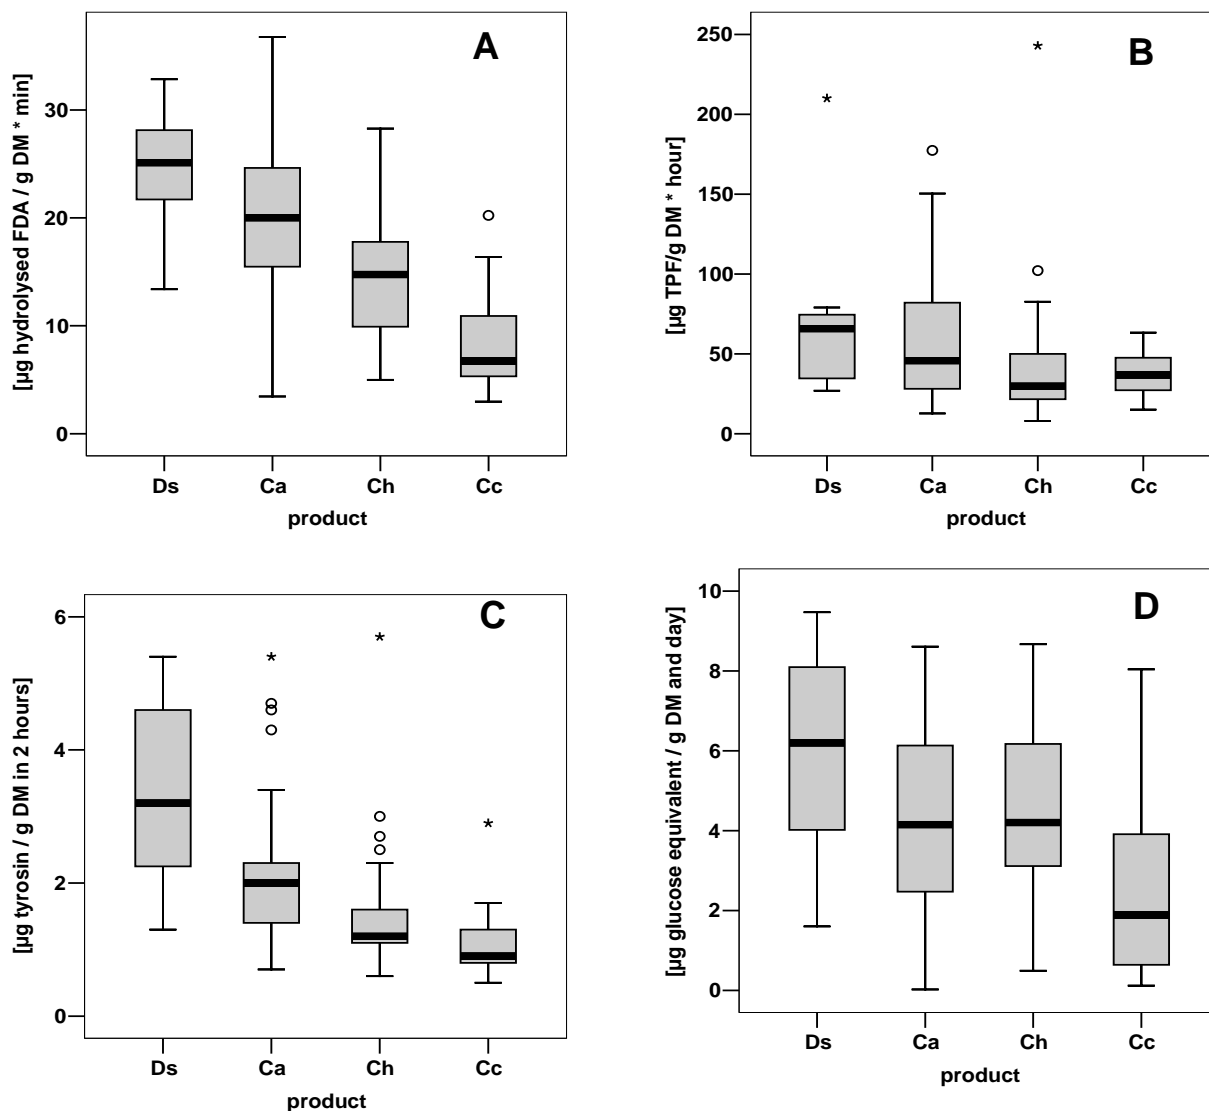 A
[µg hydrolysed FDA / g DM * min]
30
20
10
0
Ds Ca Ch Cc
product
B
[µg TPF/g DM * hour]
250
200
150
100
50
0
Ds Ca Ch Cc
product
C
[µg tyrosin / g DM in 2 hours]
6
4
2
0
Ds Ca Ch Cc
product
D
[µg glucose equivalent / g DM and day]
10
8
6
4
2
0
Ds Ca Ch Cc
product